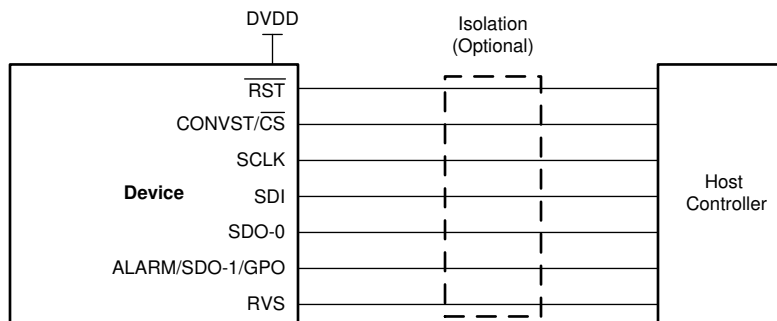 DVDD
Isolation
(Optional)
RST
CONVST/CS
SCLK
Device
SDI
Host
Controller
SDO-0
ALARM/SDO-1/GPO
RVS